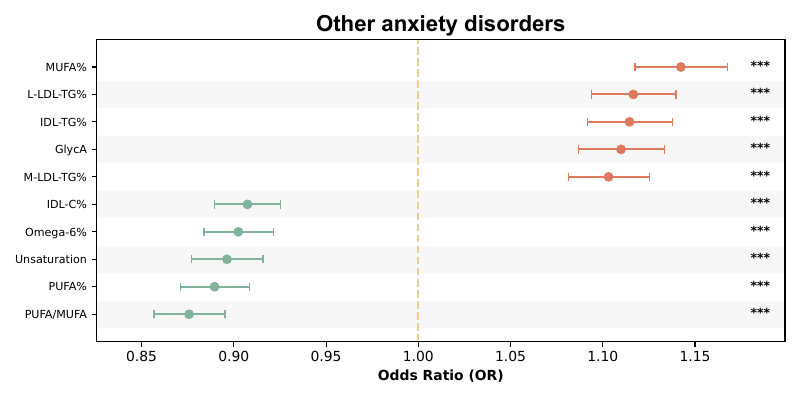 Other anxiety disorders
MUFA% ***
L-LDL-TG% ***
IDL-TG% ***
GlycA ***
M-LDL-TG% ***
IDL-C% ***
Omega-6% ***
Unsaturation ***
PUFA% ***
PUFA/MUFA ***
0.85 0.90 0.95 1.00 1.05 1.10 1.15
Odds Ratio (OR)